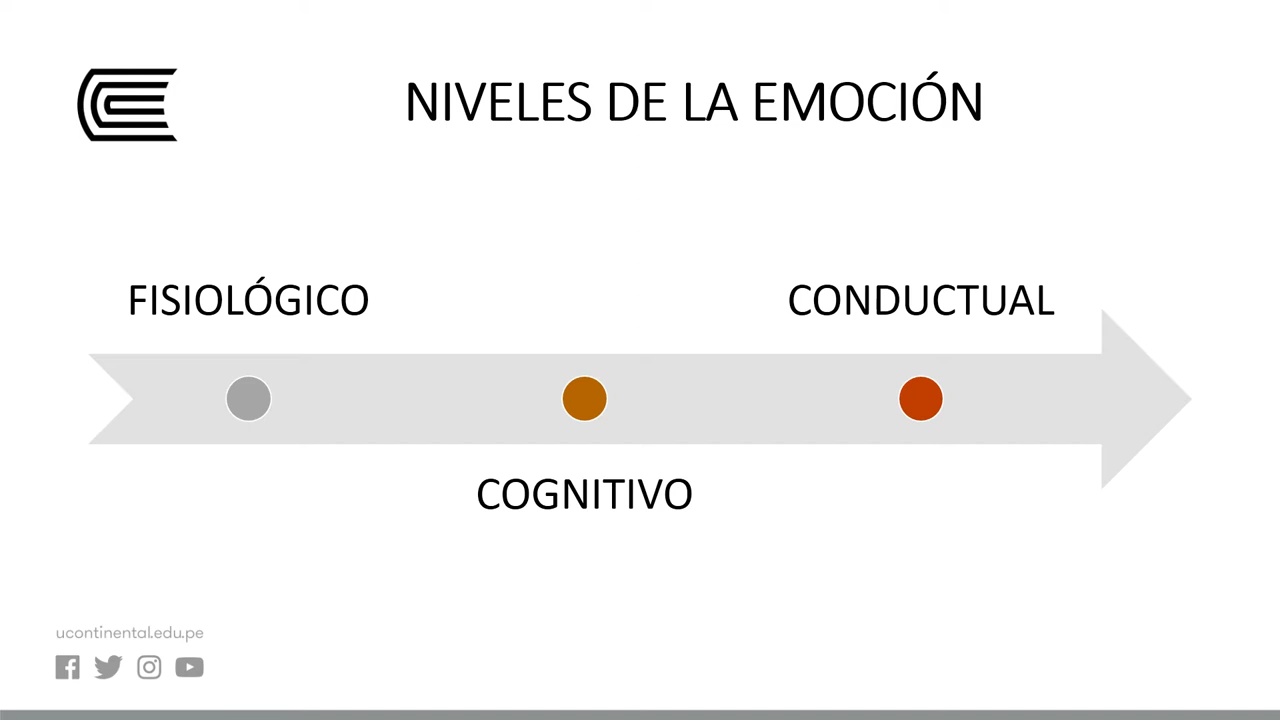 NIVELES DE LA EMOCIÓN
FISIOLÓGICO
CONDUCTUAL
COGNITIVO
ucontinental.edu.pe